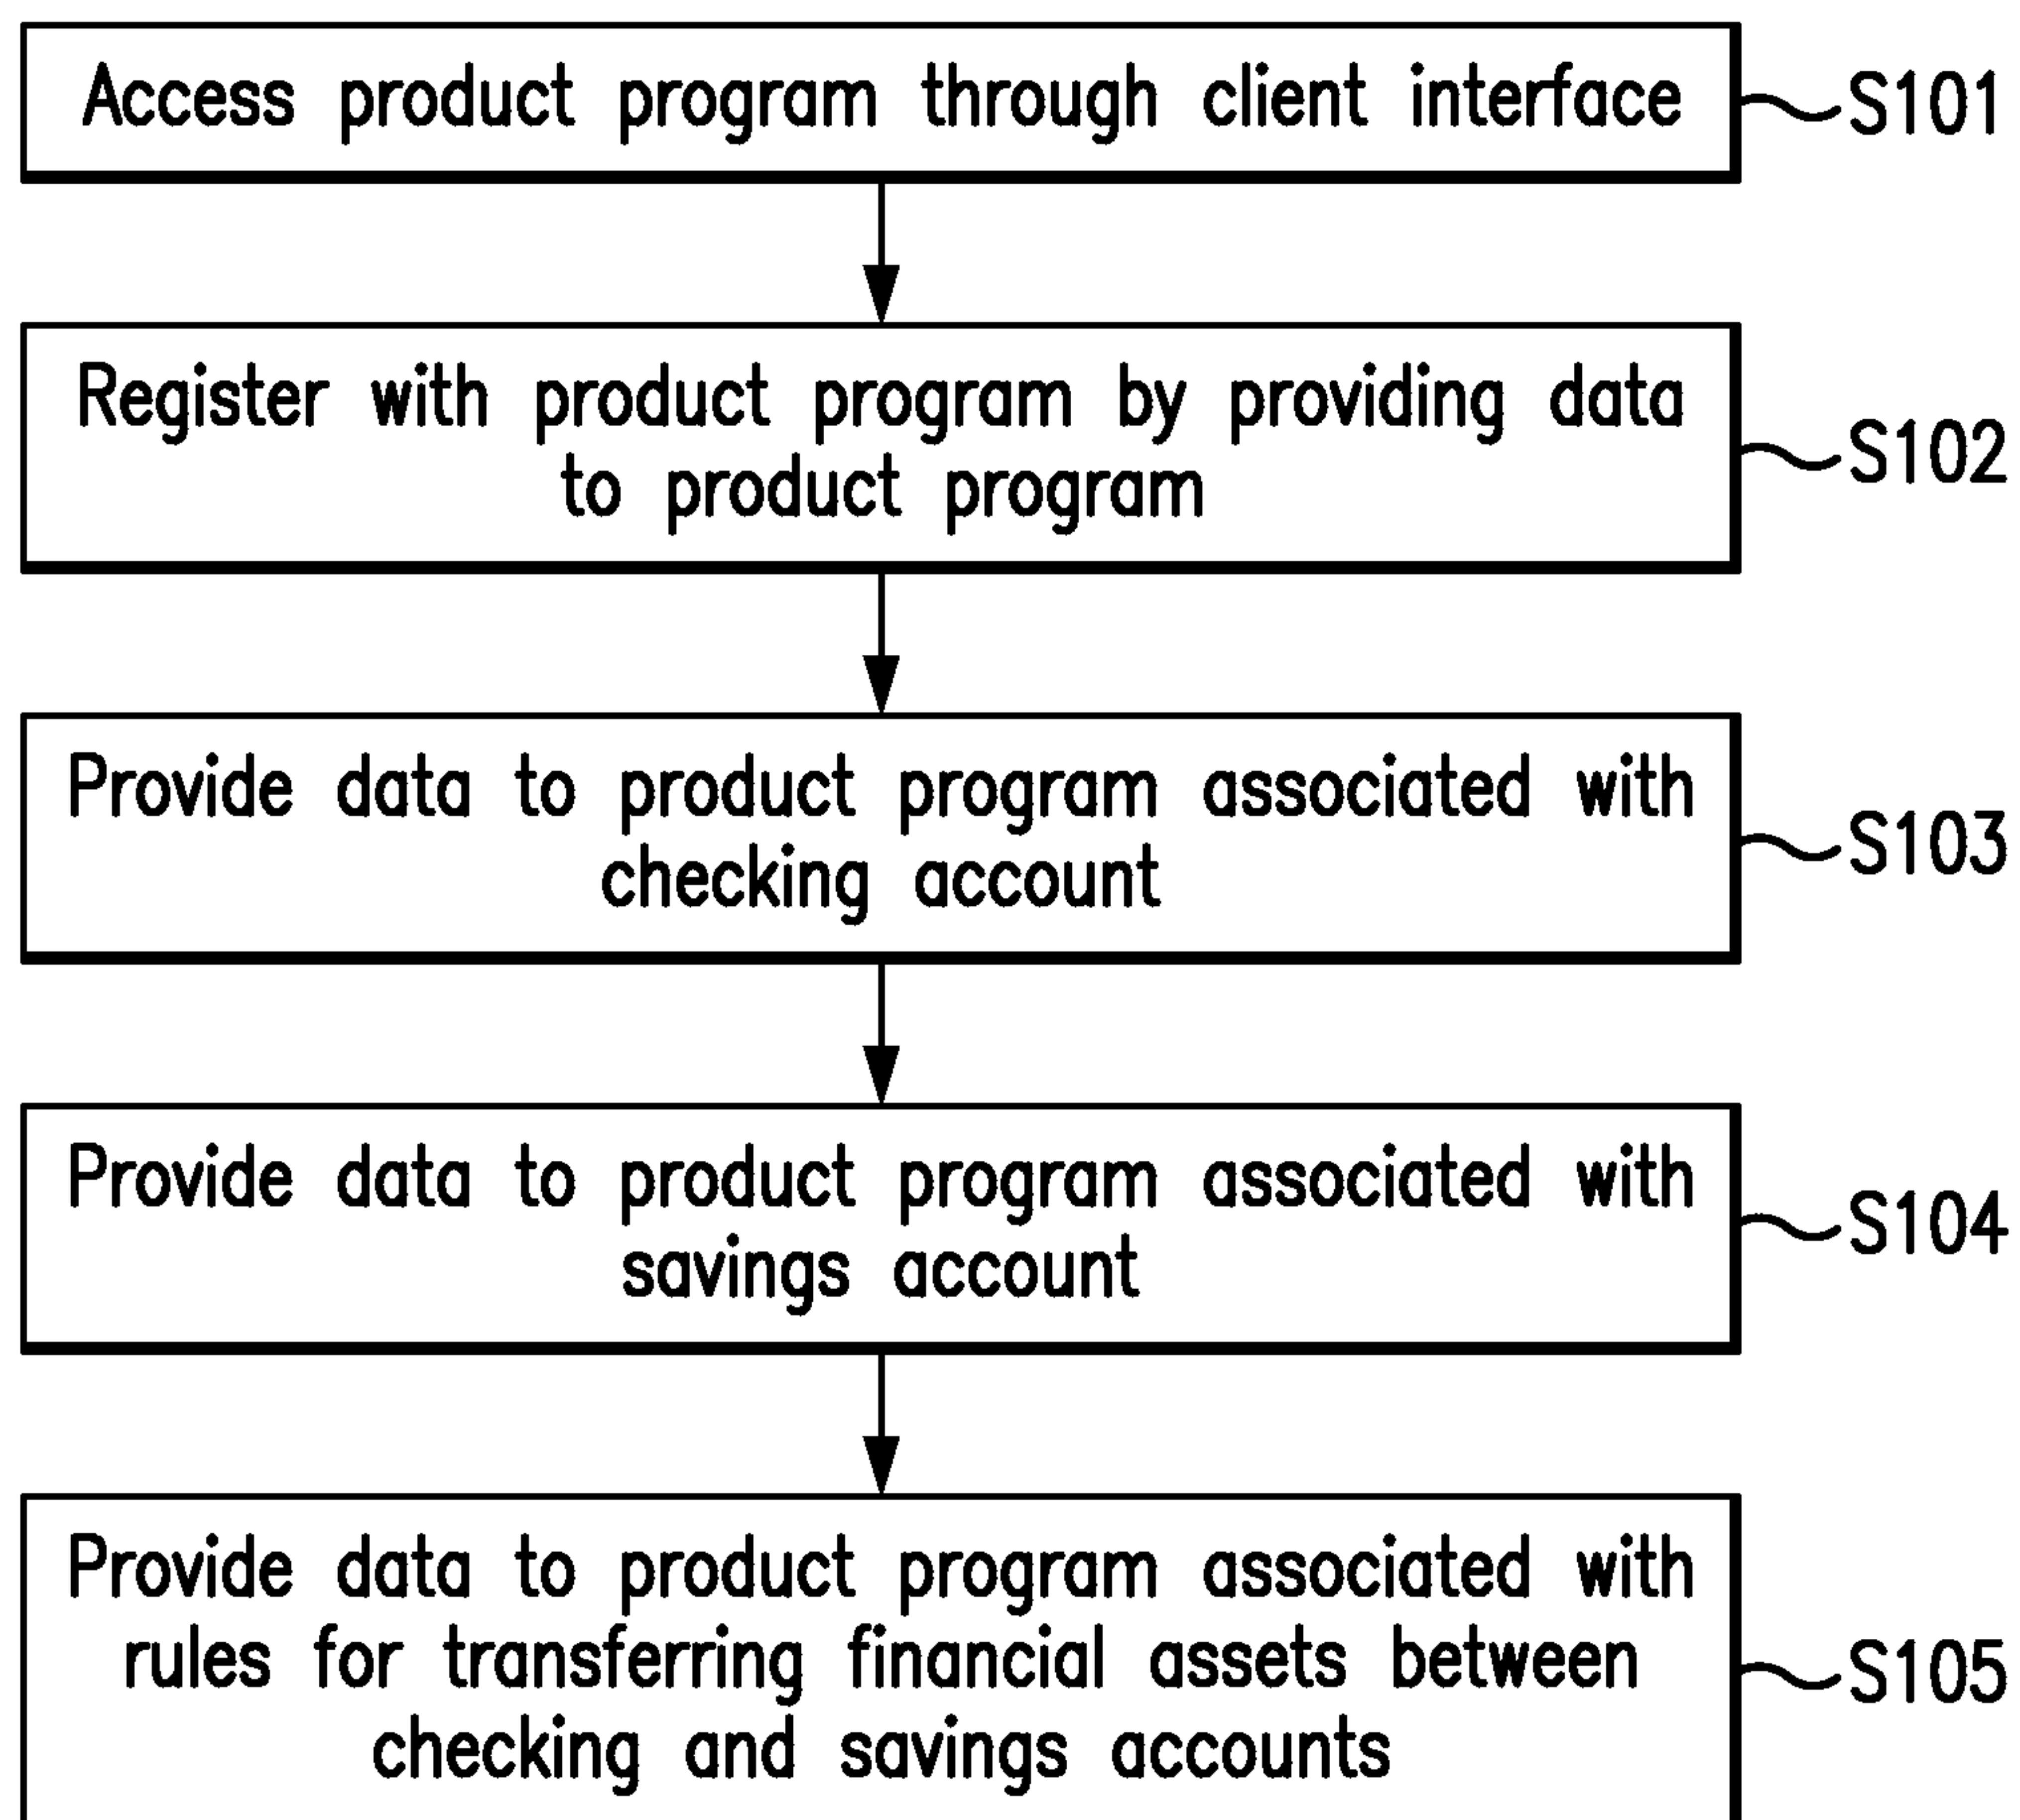 Access product program through client interface
S101
Register with product program by providing data
to product program
S102
Provide data to product program associated with
checking account
S103
Provide data to product program associated with
savings account
S104
Provide data to product program associated with
rules for transferring financial assets between
checking and savings accounts
S105